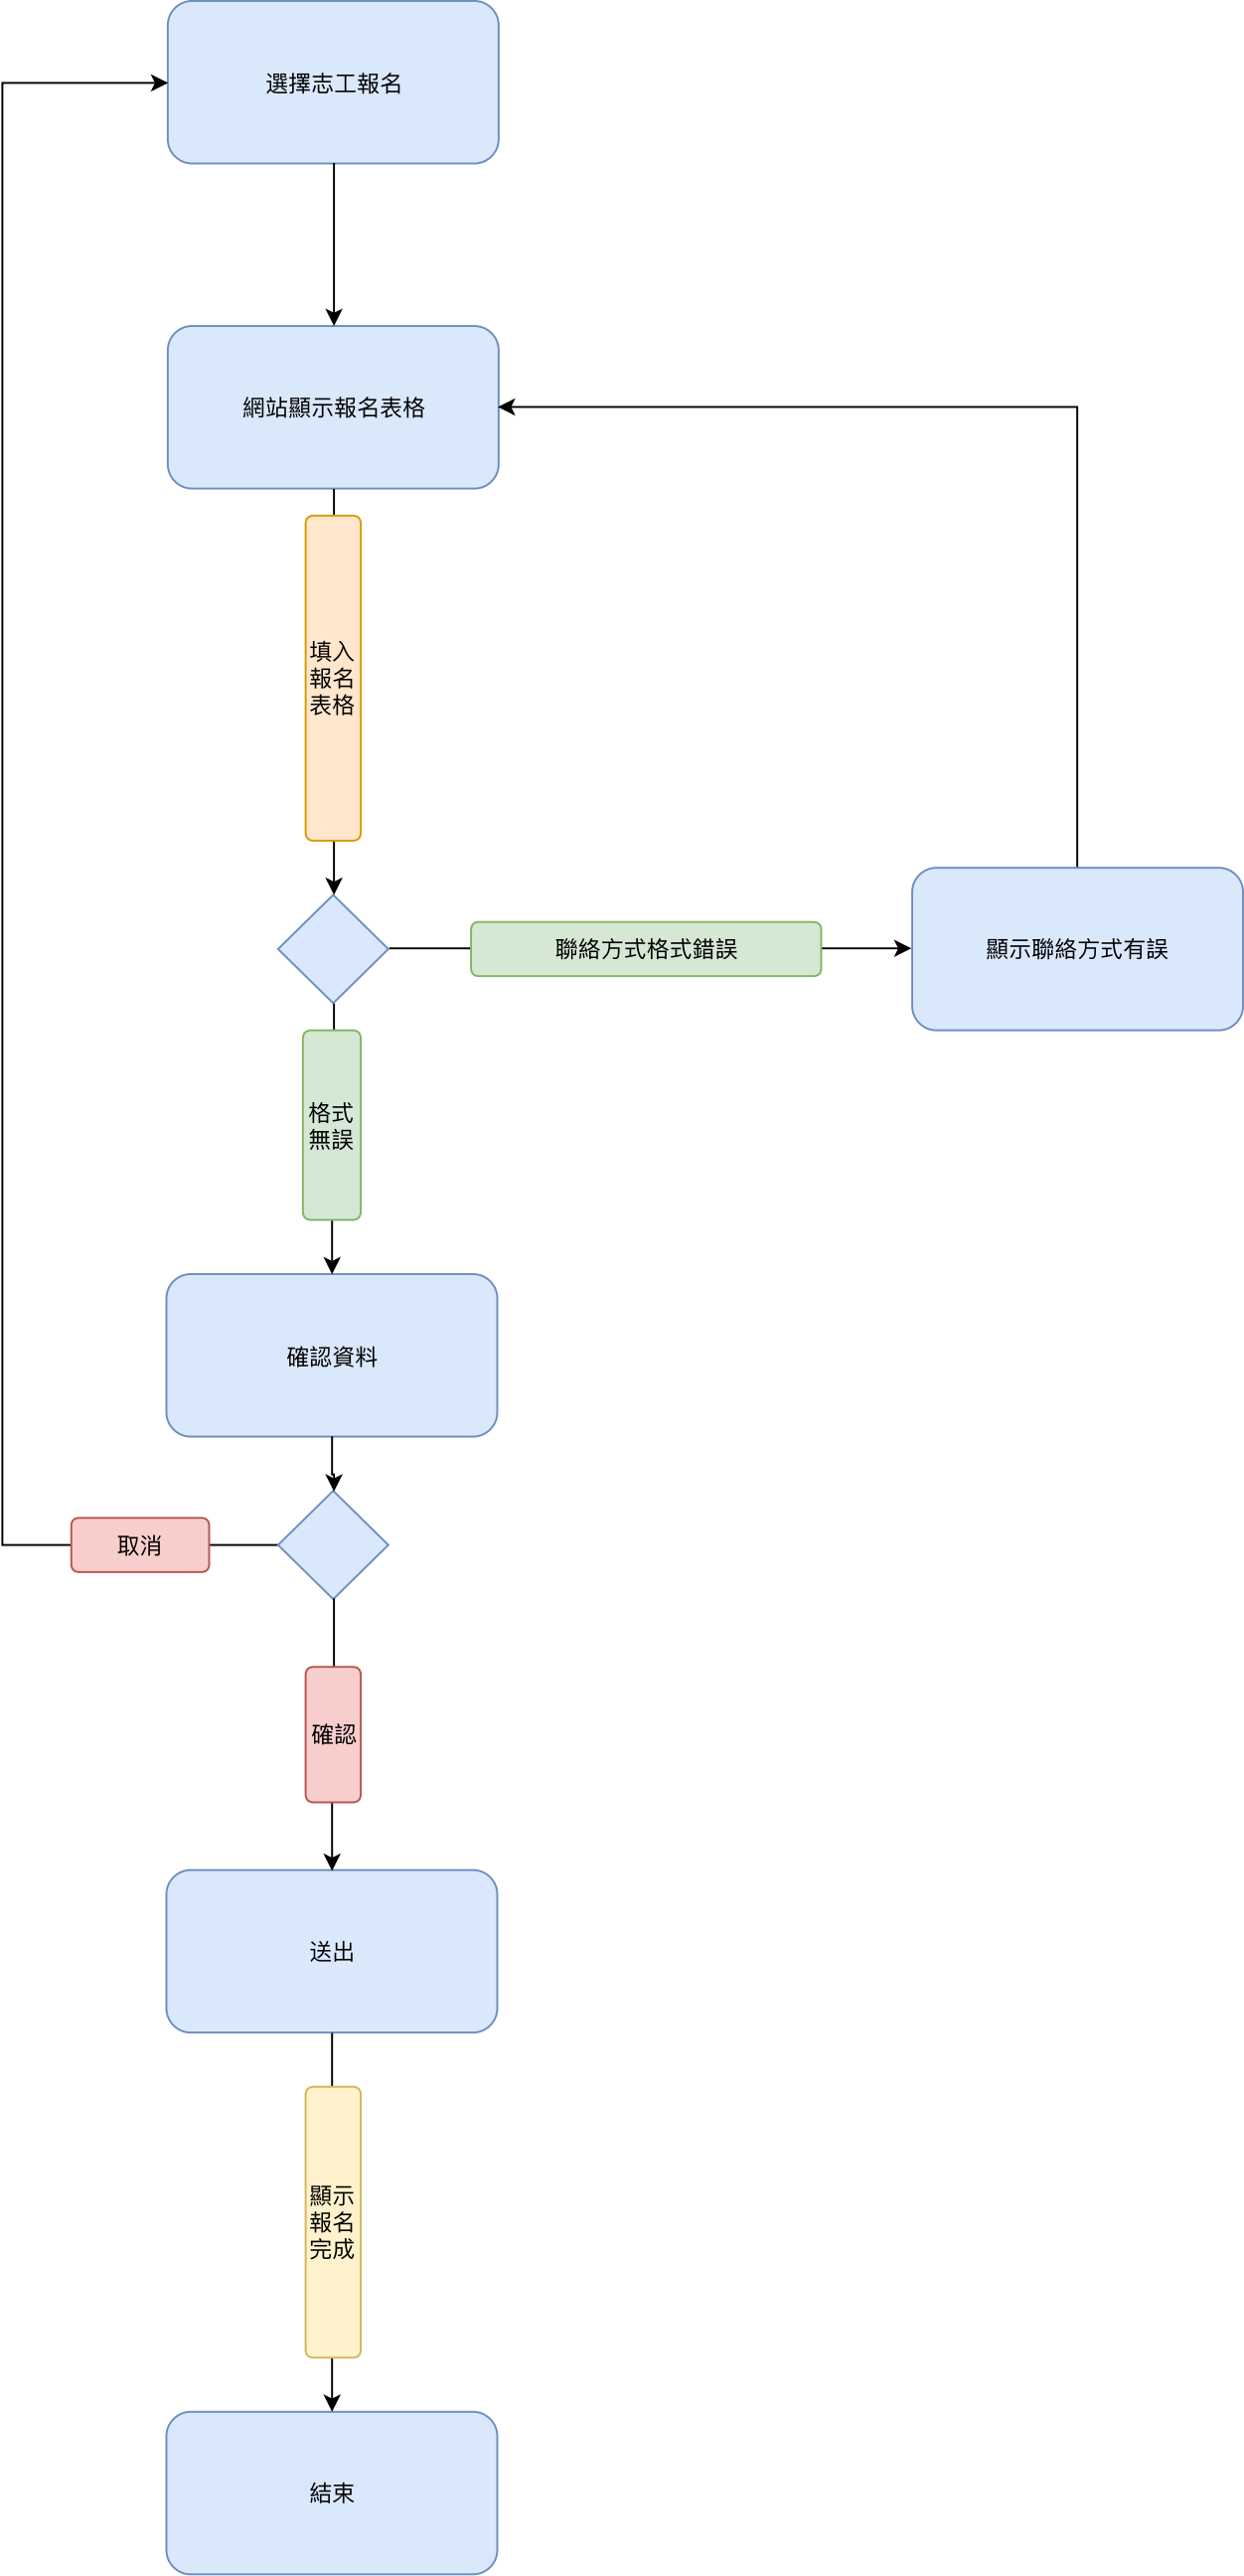 選擇志工報名
網站顯示報名表格
填入
報名
表格
聯絡方式格式錯誤
顯示聯絡方式有誤
格式
無誤
確認資料
取消
確認
送出
顯示
報名
完成
結束